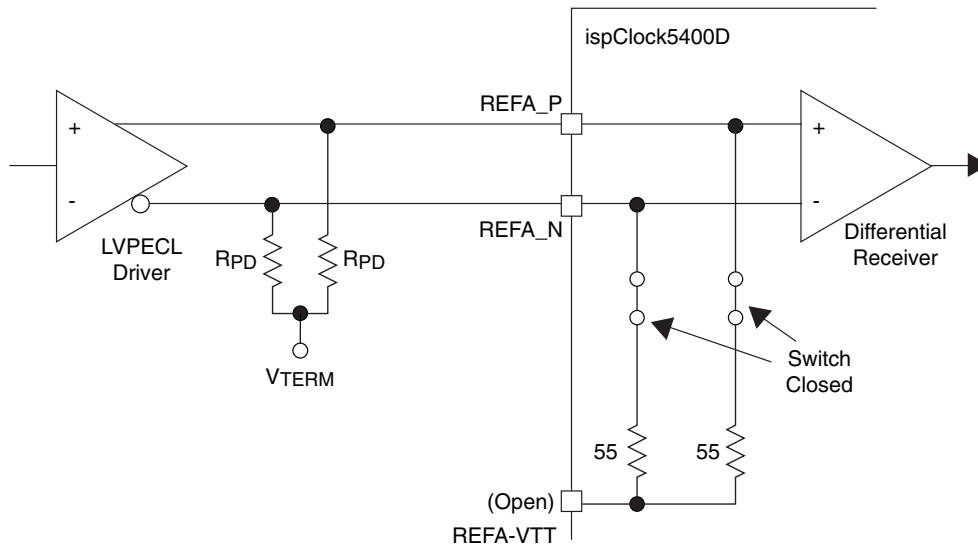 ispClock5400D
REFA_P
+
-
+
-
REFA_N
LVPECL
Driver
RPD
RPD
VTERM
Differential
Receiver
Switch
Closed
55
55
(Open)
REFA-VTT